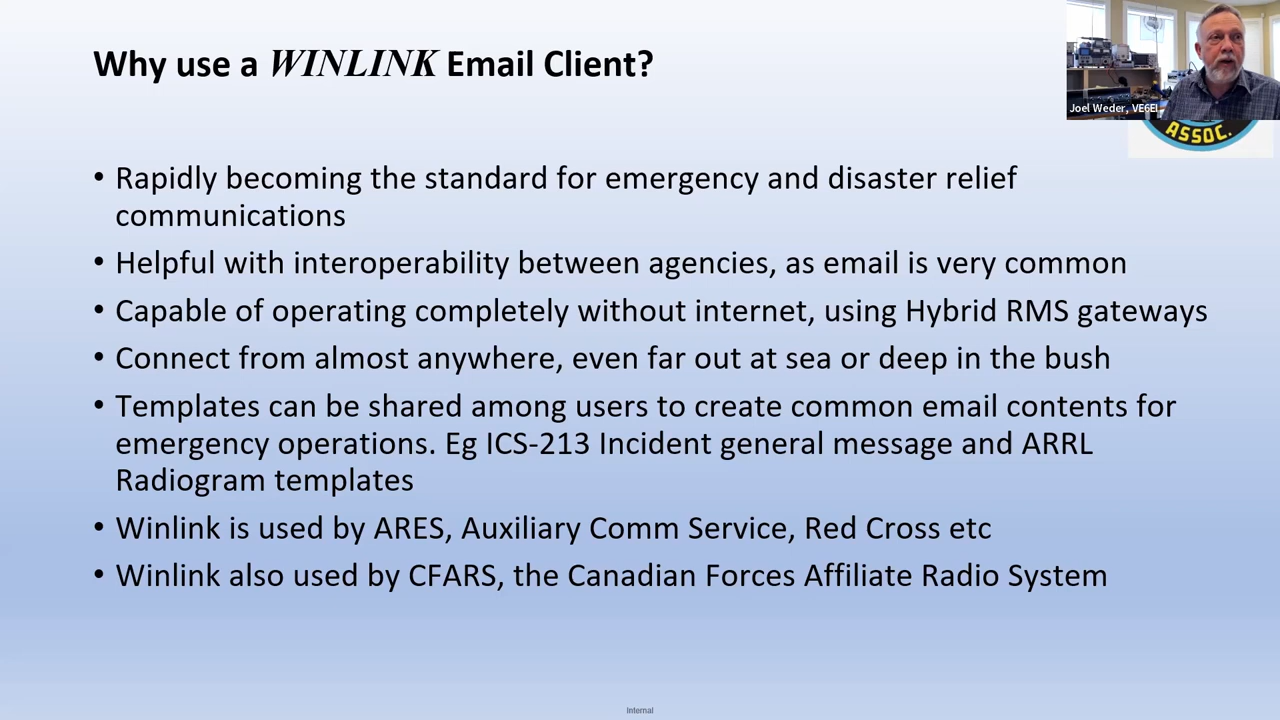 Why use a WINLINK Email Client?
Joel Weder, VE6EI
ASSOC.
• Rapidly becoming the standard for emergency and disaster relief
communications
• Helpful with interoperability between agencies, as email is very common
• Capable of operating completely without internet, using Hybrid RMS gateways
• Connect from almost anywhere, even far out at sea or deep in the bush
• Templates can be shared among users to create common email contents for
emergency operations. Eg ICS-213 Incident general message and ARRL
Radiogram templates
• Winlink is used by ARES, Auxiliary Comm Service, Red Cross etc
• Winlink also used by CFARS, the Canadian Forces Affiliate Radio System
Internal